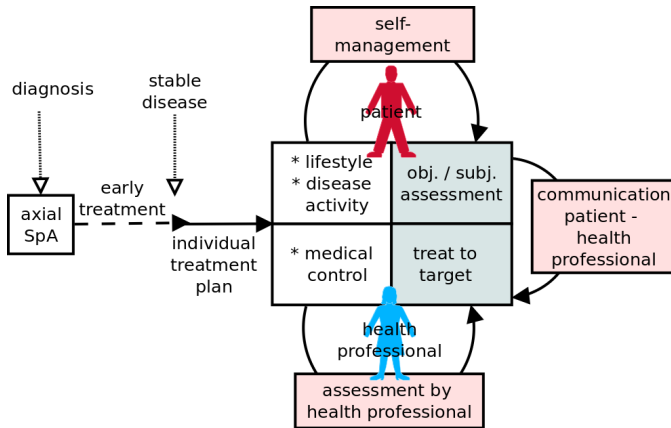 self-
management
diagnosis
stable
disease
patient
* lifestyle
* disease
activity
obj. / subj.
assessment
axial
SpA
early
treatment
individual
treatment
plan
* medical
control
treat to
target
communication
patient -
health
professional
health
professional
assessment by
health professional